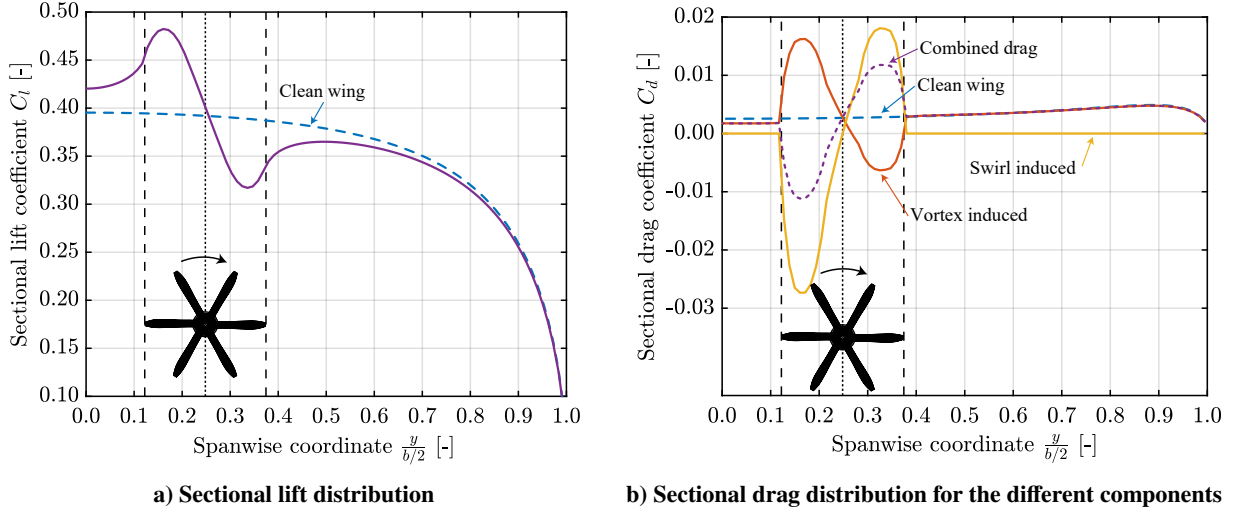 0.50
0.45
0.40
0.35
0.30
0.25
0.20
0.15
0.10
Sectional lift coefficient C_l [-]
Clean wing
0.0 0.1 0.2 0.3 0.4 0.5 0.6 0.7 0.8 0.9 1.0
Spanwise coordinate y/b/2 [-]
a) Sectional lift distribution
0.02
0.01
0.00
-0.01
-0.02
-0.03
Sectional drag coefficient C_d [-]
Combined drag
Clean wing
Swirl induced
Vortex induced
0.0 0.1 0.2 0.3 0.4 0.5 0.6 0.7 0.8 0.9 1.0
Spanwise coordinate y/b/2 [-]
b) Sectional drag distribution for the different components